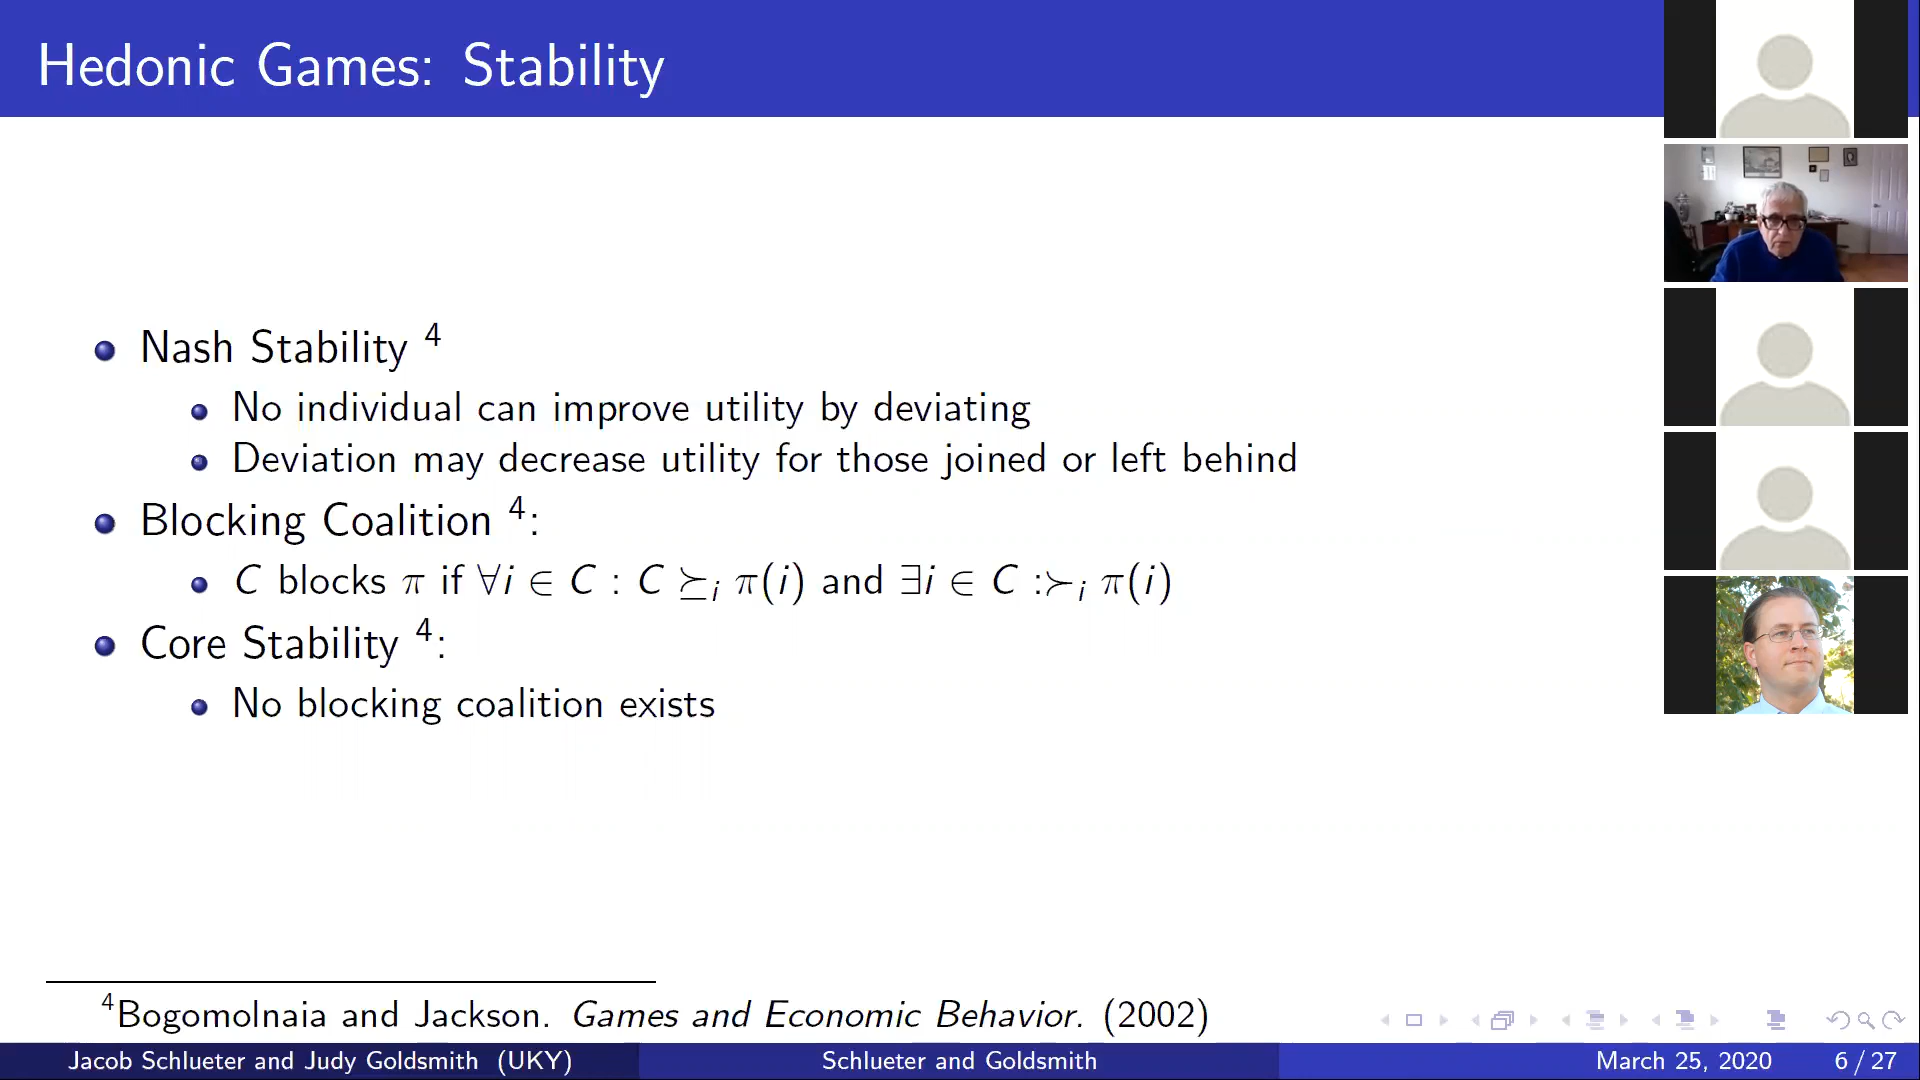 Hedonic Games: Stability
Nash Stability ⁴
No individual can improve utility by deviating
Deviation may decrease utility for those joined or left behind
Blocking Coalition ⁴:
C blocks π if ∀i ∈ C : C ⪰ᵢ π(i) and ∃i ∈ C :≻ᵢ π(i)
Core Stability ⁴:
No blocking coalition exists
⁴Bogomolnaia and Jackson. Games and Economic Behavior. (2002)
Jacob Schlueter and Judy Goldsmith (UKY) Schlueter and Goldsmith March 25, 2020 6 / 27